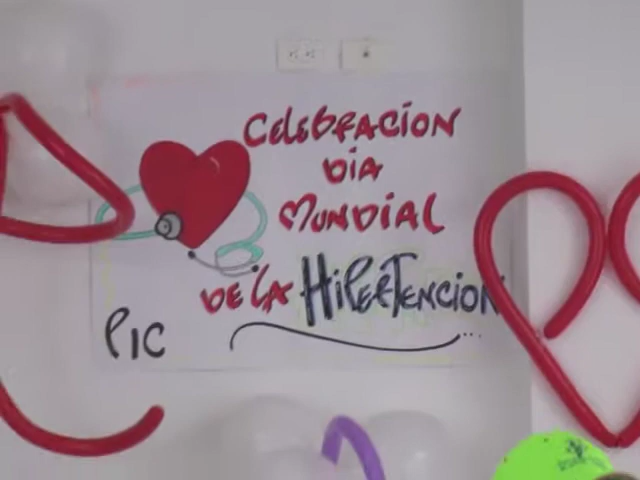 CELEBRACION
DIA
MUNDIAL
DE LA HIPERTENCION
PIC